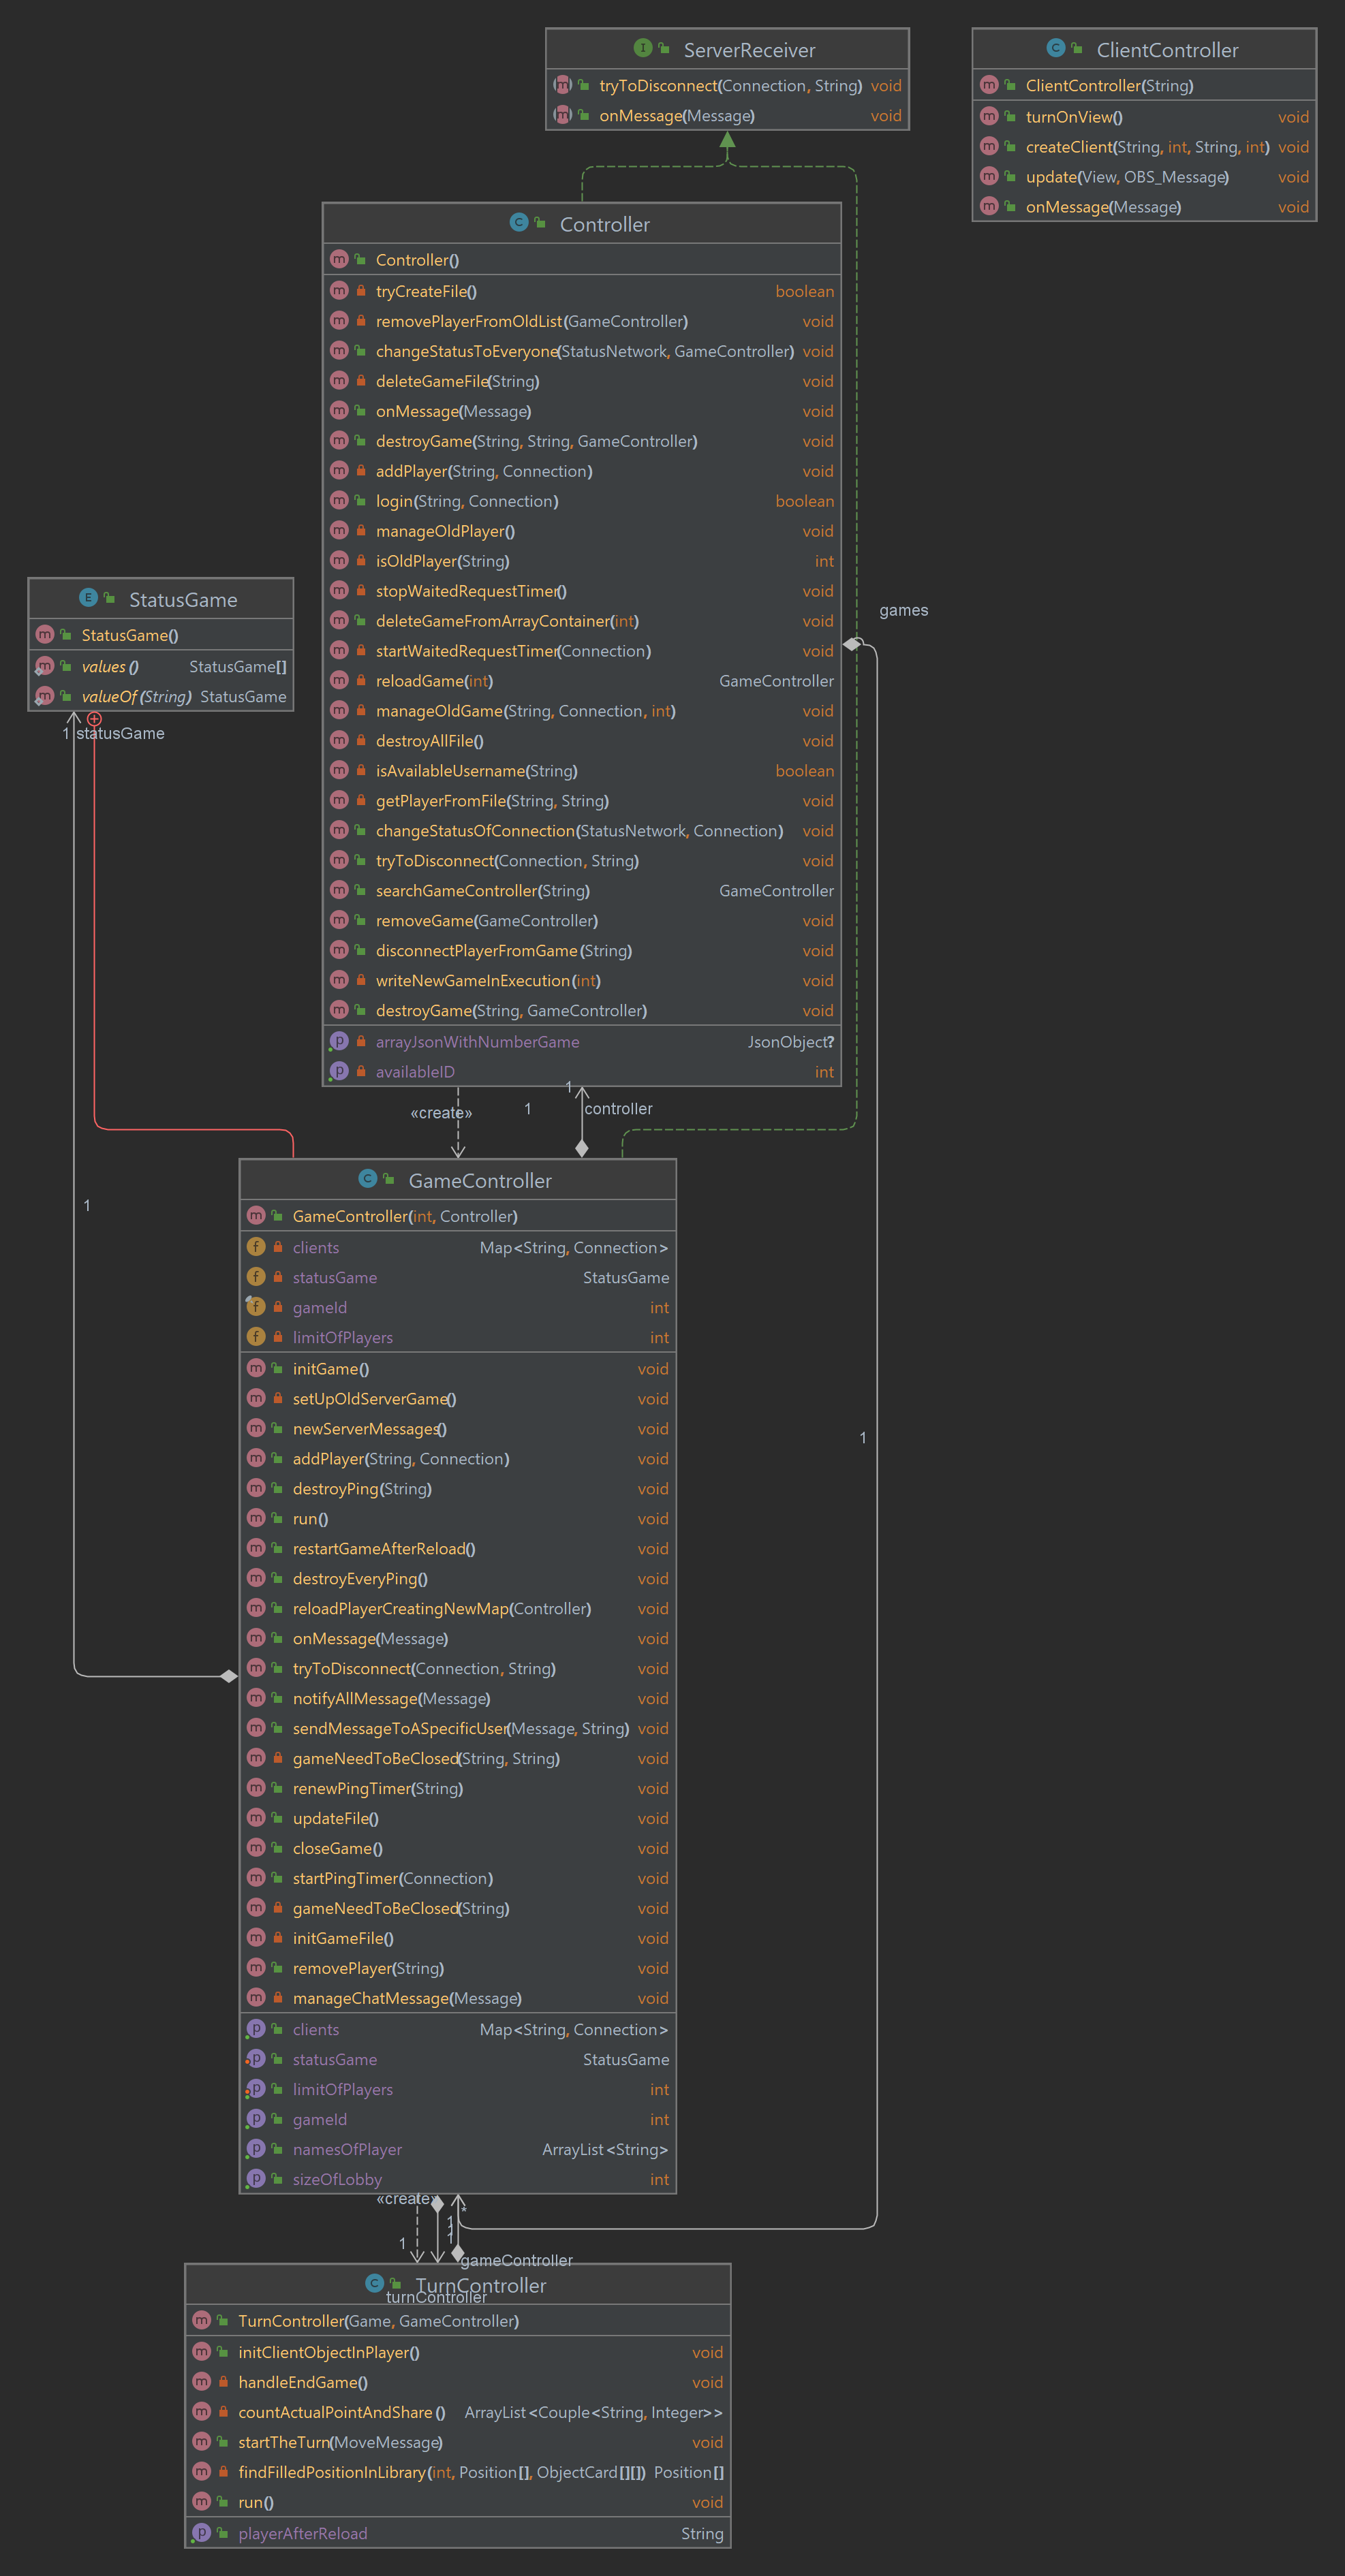 ServerReceiver
tryToDisconnect(Connection, String) void
onMessage(Message) void
ClientController
ClientController(String)
turnOnView() void
createClient(String, int, String, int) void
update(View, OBS_Message) void
onMessage(Message) void
Controller
Controller()
tryCreateFile() boolean
removePlayerFromOldList(GameController) void
changeStatusToEveryone(StatusNetwork, GameController) void
deleteGameFile(String) void
onMessage(Message) void
destroyGame(String, String, GameController) void
addPlayer(String, Connection) void
login(String, Connection) boolean
manageOldPlayer() void
isOldPlayer(String) int
stopWaitedRequestTimer() void
deleteGameFromArrayContainer(int) void
startWaitedRequestTimer(Connection) void
reloadGame(int) GameController
manageOldGame(String, Connection, int) void
destroyAllFile() void
isAvailableUsername(String) boolean
getPlayerFromFile(String, String) void
changeStatusOfConnection(StatusNetwork, Connection) void
tryToDisconnect(Connection, String) void
searchGameController(String) GameController
removeGame(GameController) void
disconnectPlayerFromGame(String) void
writeNewGameInExecution(int) void
destroyGame(String, GameController) void
arrayJsonWithNumberGame JsonObject?
availableID int
StatusGame
StatusGame()
values() StatusGame[]
valueOf(String) StatusGame
1 statusGame
games
1
«create»
1
controller
1
1
GameController
GameController(int, Controller)
clients Map<String, Connection>
statusGame StatusGame
gameId int
limitOfPlayers int
initGame() void
setUpOldServerGame() void
newServerMessages() void
addPlayer(String, Connection) void
destroyPing(String) void
run() void
restartGameAfterReload() void
destroyEveryPing() void
reloadPlayerCreatingNewMap(Controller) void
onMessage(Message) void
tryToDisconnect(Connection, String) void
notifyAllMessage(Message) void
sendMessageToASpecificUser(Message, String) void
gameNeedToBeClosed(String, String) void
renewPingTimer(String) void
updateFile() void
closeGame() void
startPingTimer(Connection) void
gameNeedToBeClosed(String) void
initGameFile() void
removePlayer(String) void
manageChatMessage(Message) void
clients Map<String, Connection>
statusGame StatusGame
limitOfPlayers int
gameId int
namesOfPlayer ArrayList<String>
sizeOfLobby int
«create»
*
1
1
1
gameController
TurnController
turnController
TurnController(Game, GameController)
initClientObjectInPlayer() void
handleEndGame() void
countActualPointAndShare() ArrayList<Couple<String, Integer>>
startTheTurn(MoveMessage) void
findFilledPositionInLibrary(int, Position[], ObjectCard[][]) Position[]
run() void
playerAfterReload String